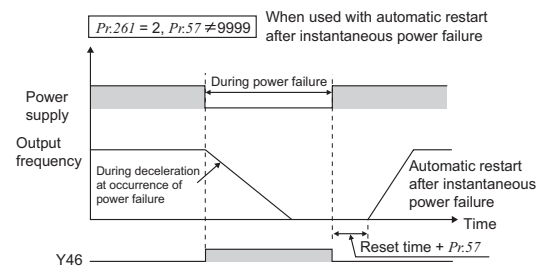 Pr.261 = 2, Pr.57 ≠ 9999
When used with automatic restart
after instantaneous power failure
During power failure
Power
supply
Output
frequency
During deceleration
at occurrence of
power failure
Automatic restart
after instantaneous
power failure
Time
Reset time + Pr.57
Y46